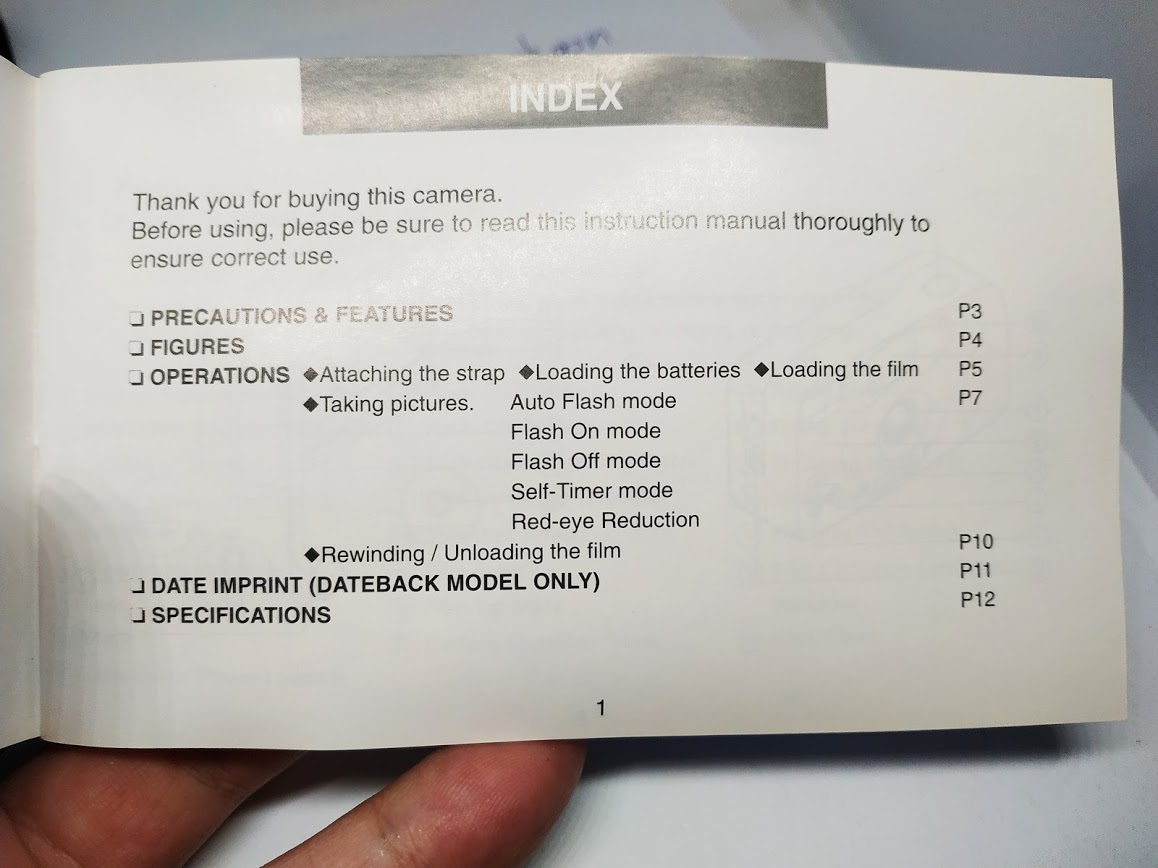 INDEX
Thank you for buying this camera.
Before using, please be sure to read this instruction manual thoroughly to
ensure correct use.
❏ PRECAUTIONS & FEATURES P3
❏ FIGURES P4
❏ OPERATIONS ◆Attaching the strap ◆Loading the batteries ◆Loading the film P5
◆Taking pictures. Auto Flash mode P7
Flash On mode
Flash Off mode
Self-Timer mode
Red-eye Reduction
◆Rewinding / Unloading the film P10
❏ DATE IMPRINT (DATEBACK MODEL ONLY) P11
❏ SPECIFICATIONS P12
1